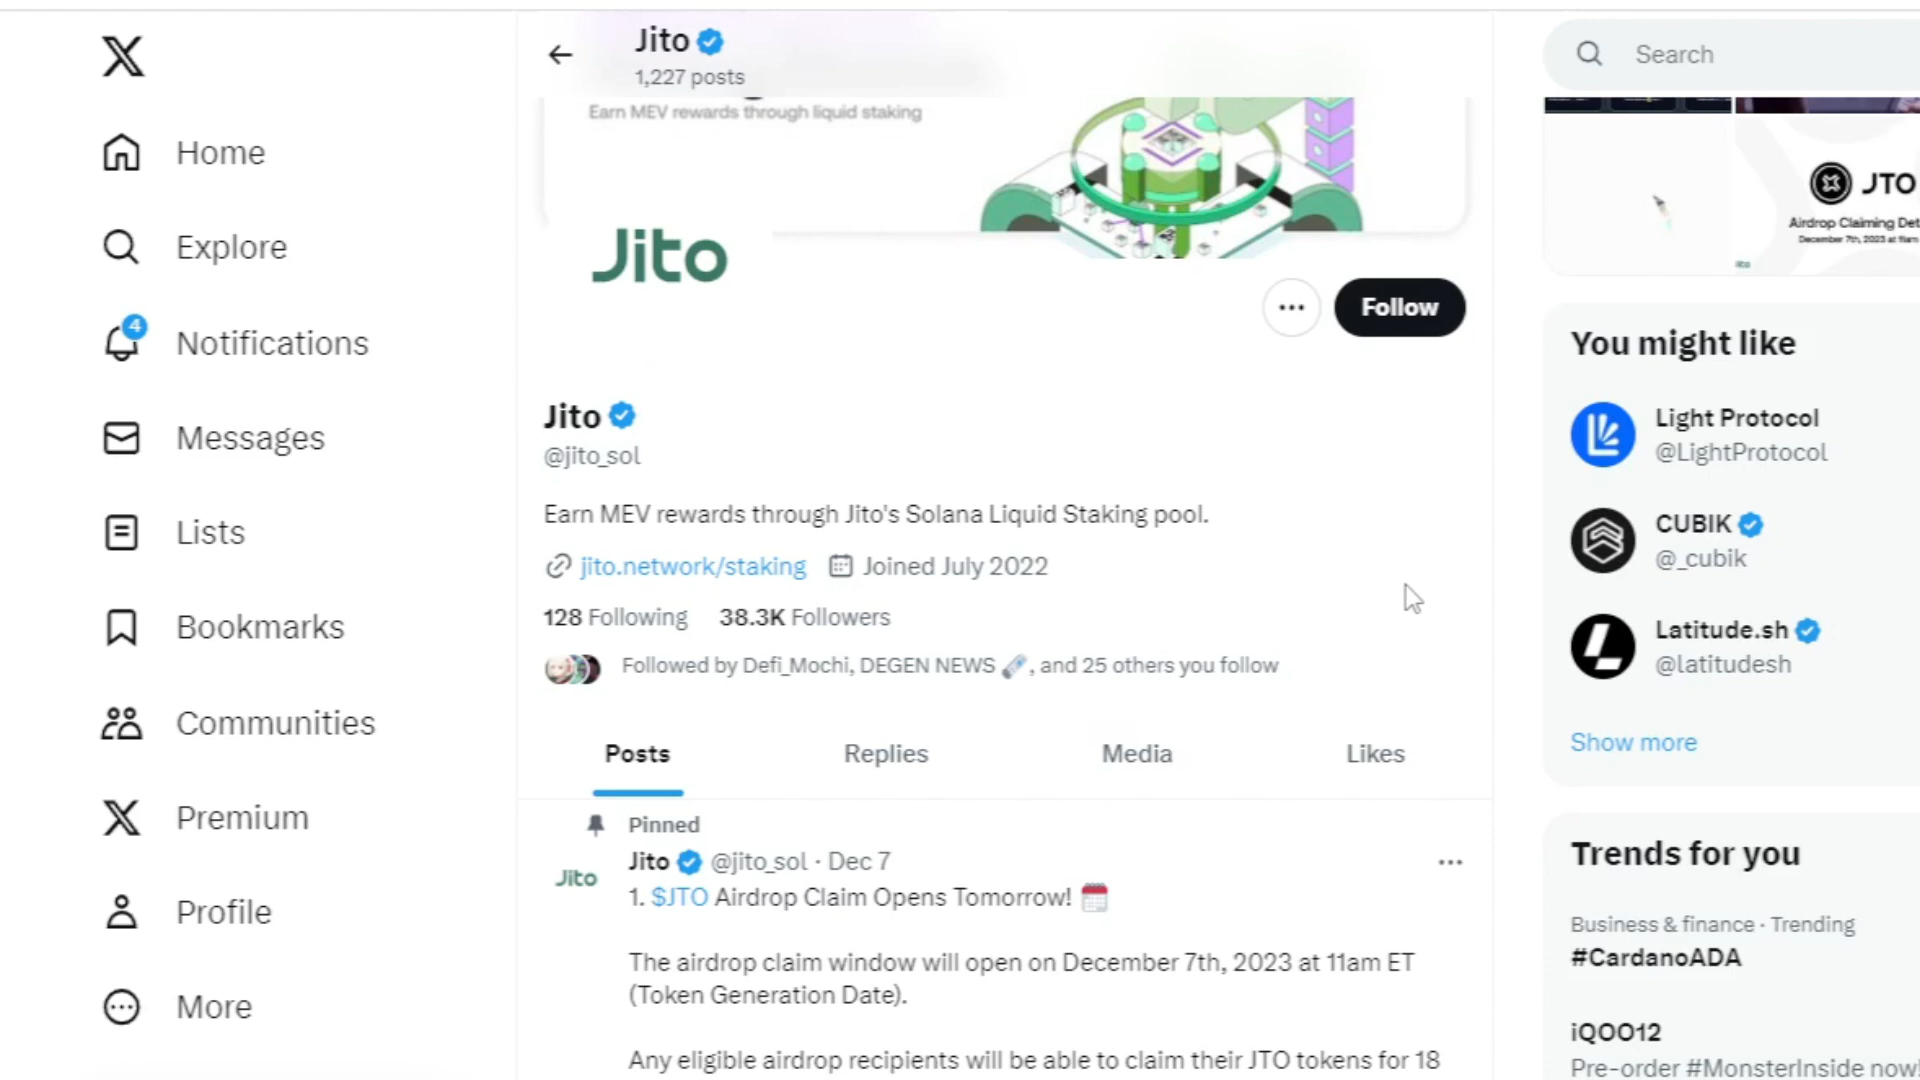 Home
Explore
4
Notifications
Messages
Lists
Bookmarks
Communities
Premium
Profile
More
Jito
1,227 posts
Earn MEV rewards through liquid staking
Jito
Follow
Jito
@jito_sol
Earn MEV rewards through Jito's Solana Liquid Staking pool.
jito.network/staking Joined July 2022
128 Following 38.3K Followers
Followed by Defi_Mochi, DEGEN NEWS 🗞️, and 25 others you follow
Posts Replies Media Likes
Pinned
Jito
Jito @jito_sol · Dec 7
1. $JTO Airdrop Claim Opens Tomorrow! 🗓️
The airdrop claim window will open on December 7th, 2023 at 11am ET
(Token Generation Date).
Any eligible airdrop recipients will be able to claim their JTO tokens for 18
Search
JTO
Airdrop Claiming Det
December 7th, 2023 at 11am
Jito
You might like
Light Protocol
@LightProtocol
CUBIK
@_cubik
Latitude.sh
@latitudesh
Show more
Trends for you
Business & finance · Trending
#CardanoADA
iQOO12
Pre-order #MonsterInside now!